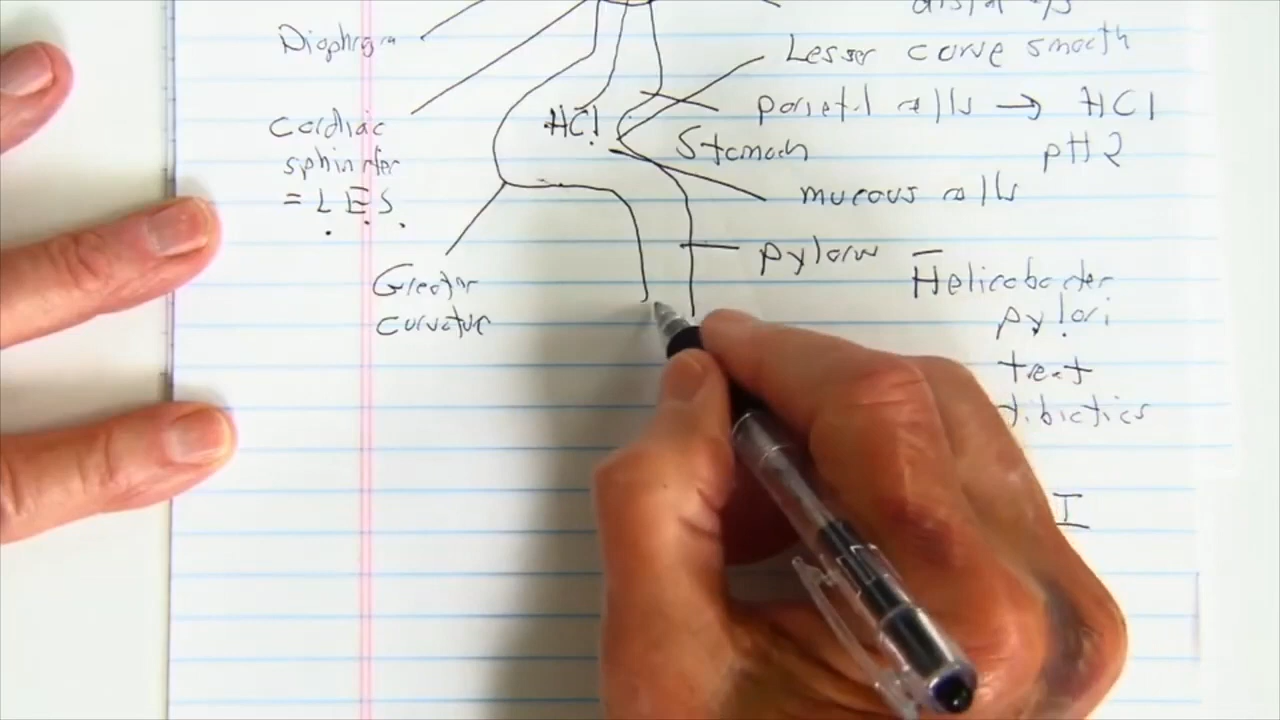 Diaphragm
Lesser curve smooth
HCl
parietal cells → HCl
pH 2
Cardiac
sphincter
= L E S
Stomach
mucous cells
pylorus
Greater
curvature
Helicobacter
pylori
treat
tibiotics
I